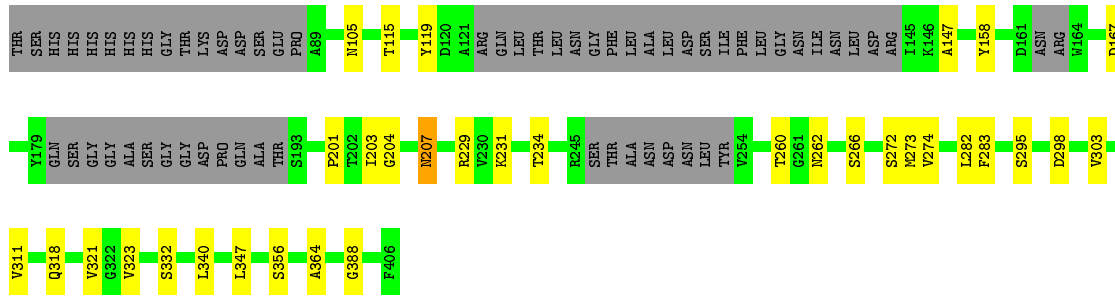 THR SER HIS HIS HIS HIS HIS HIS GLY THR LYS ASP ASP SER GLU PRO A89 N105 T115 Y119 D120 A121 ARG GLN LEU THR LEU ASN GLY PHE LEU ALA LEU ASP SER ILE PHE LEU GLY ASN ILE ASN LEU ASP ARG I145 K146 A147 Y158 D161 ASN ARG W164 D167
Y179 GLN SER GLY GLY ALA SER GLY GLY ASP PRO GLN ALA THR S193 P201 T202 I203 G204 N207 R229 V230 K231 T234 R245 SER THR ALA ASN ASP ASN LEU TYR V254 T260 G261 N262 S266 S272 M273 V274 L282 F283 S295 D298 V303
V311 Q318 V321 G322 V323 S332 L340 L347 S356 A364 G388 F406